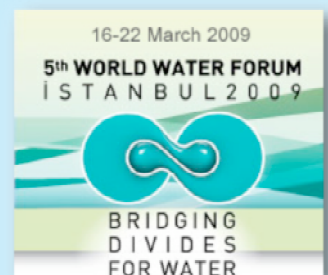 16-22 March 2009
5th WORLD WATER FORUM
İSTANBUL2009
BRIDGING
DIVIDES
FOR WATER